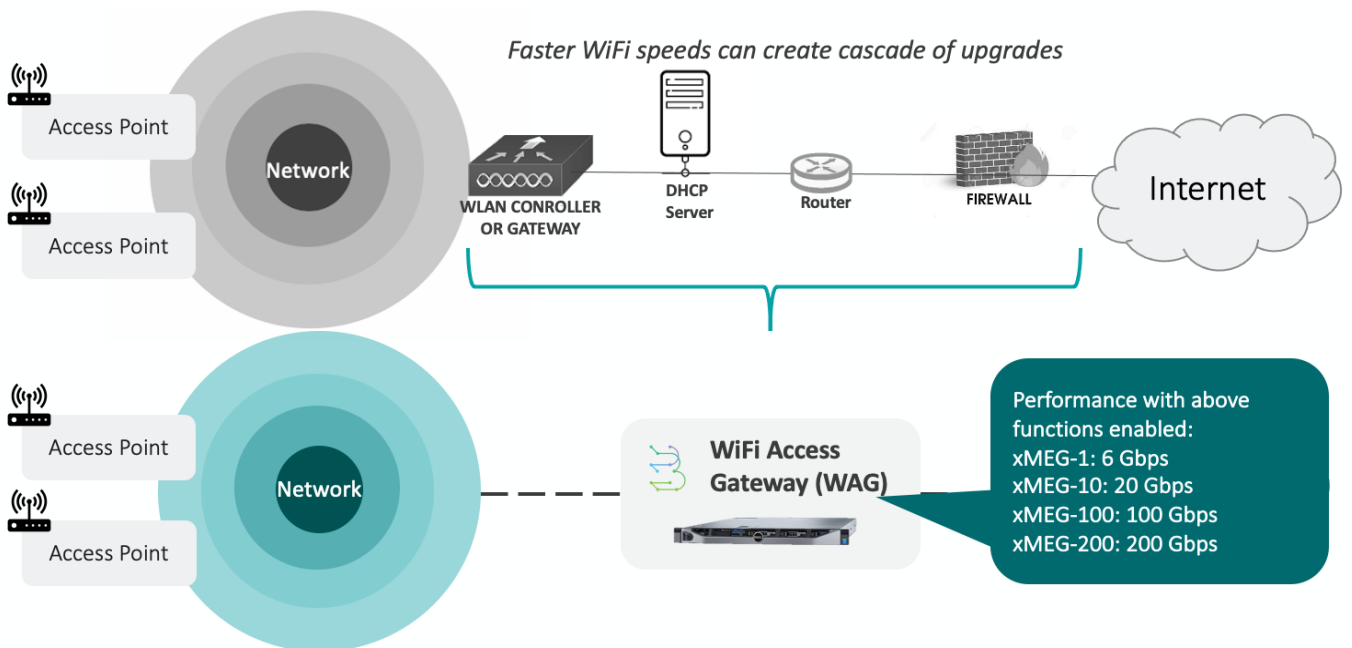 Faster WiFi speeds can create cascade of upgrades
Access Point
Network
Access Point
WLAN CONROLLER
OR GATEWAY
DHCP
Server
Router
FIREWALL
Internet
Access Point
Network
Access Point
WiFi Access
Gateway (WAG)
Performance with above
functions enabled:
xMEG-1: 6 Gbps
xMEG-10: 20 Gbps
xMEG-100: 100 Gbps
xMEG-200: 200 Gbps